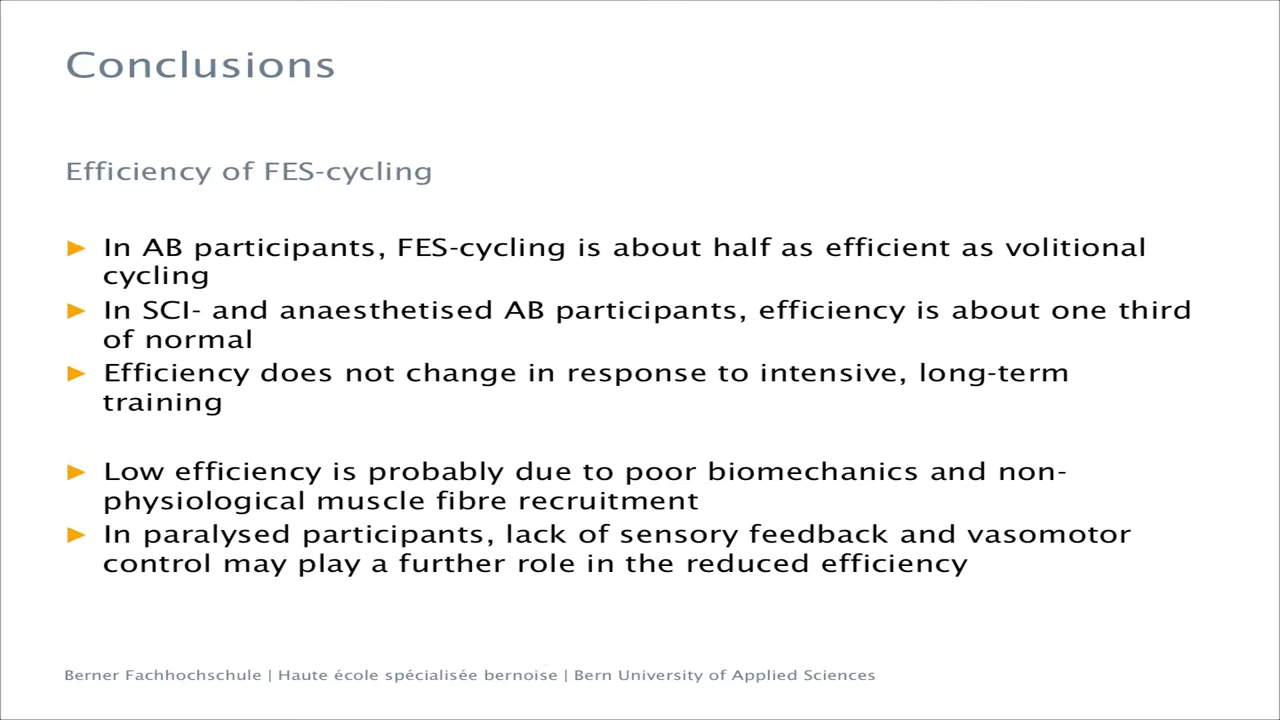 Conclusions
Efficiency of FES-cycling
► In AB participants, FES-cycling is about half as efficient as volitional
cycling
► In SCI- and anaesthetised AB participants, efficiency is about one third
of normal
► Efficiency does not change in response to intensive, long-term
training
► Low efficiency is probably due to poor biomechanics and non-
physiological muscle fibre recruitment
► In paralysed participants, lack of sensory feedback and vasomotor
control may play a further role in the reduced efficiency
Berner Fachhochschule | Haute école spécialisée bernoise | Bern University of Applied Sciences